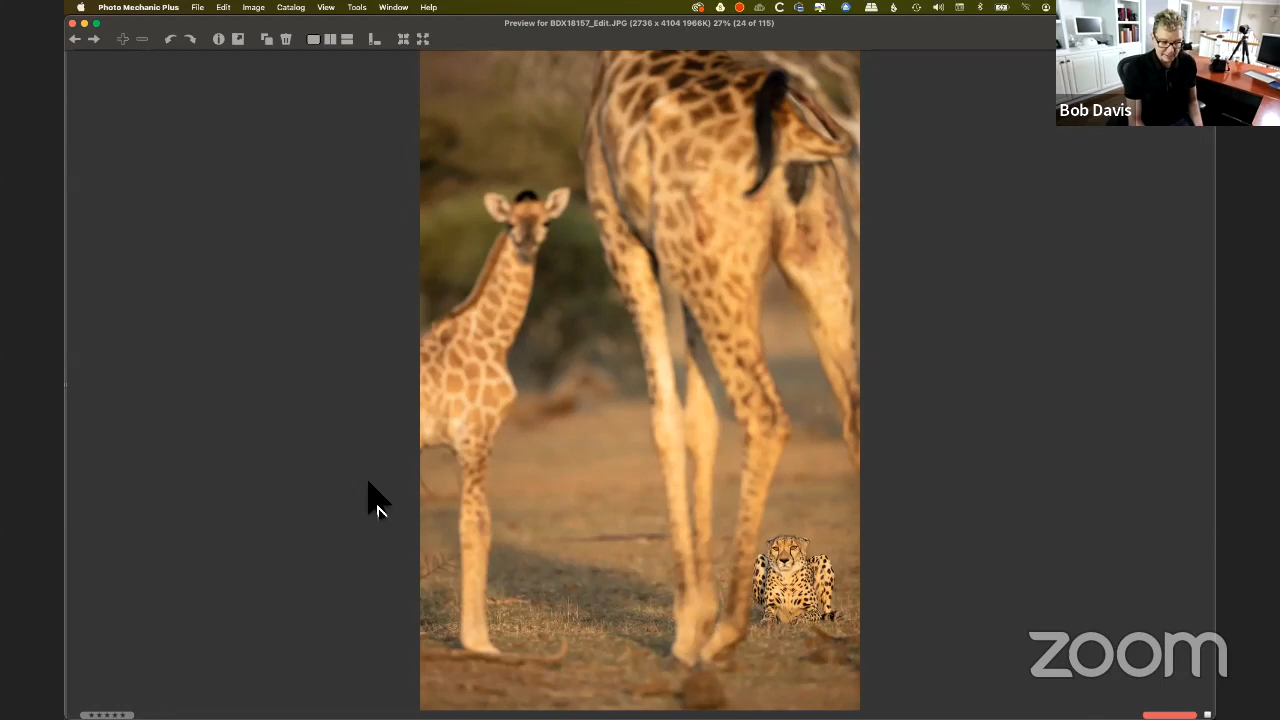 Photo Mechanic Plus File Edit Image Catalog View Tools Window Help
Preview for BDX18157_Edit.JPG (2736 x 4104 1966K) 27% (24 of 115)
Bob Davis
zoom